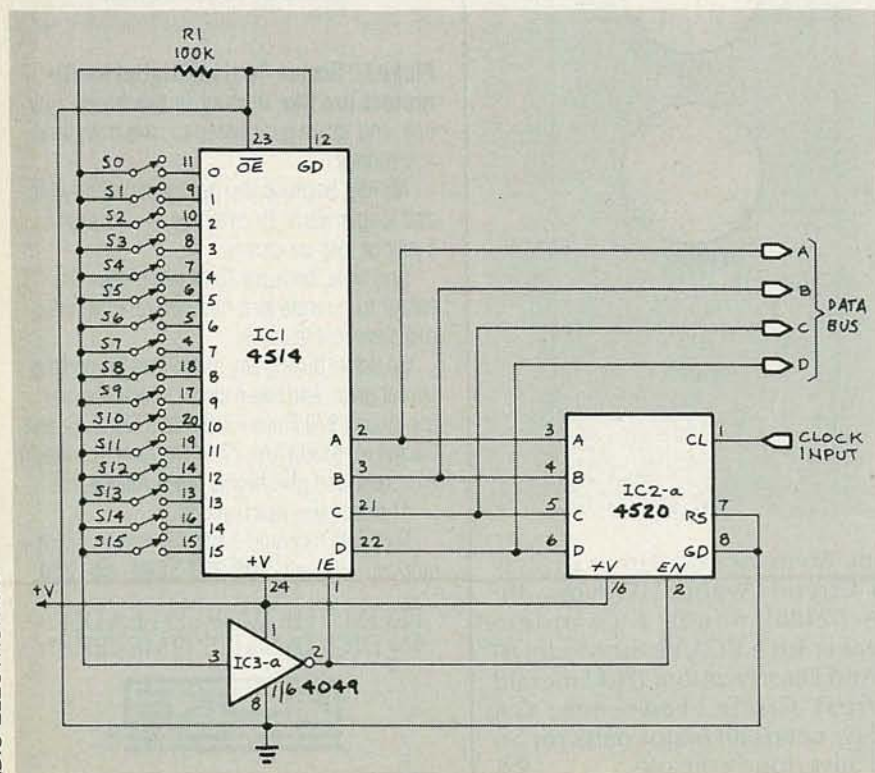 R1
100K
23 12
OE GD
S0 11 0
S1 9 1
S2 10 2
S3 8 3
S4 7 4
S5 6 5
S6 5 6
S7 4 7
S8 18 8
S9 17 9
S10 20 10
S11 19 11
S12 14 12
S13 13 13
S14 16 14
S15 15 15
IC1
4514
A 2
B 3
C 21
D 22
+V IE
24 1
A
B
C
D
DATA
BUS
3 A CL 1
4 B
5 C RS 7
6 D GD 8
IC2-a
4520
+V EN
16 2
CLOCK
INPUT
+V
1
3 IC3-a 2
8 1/6 4049